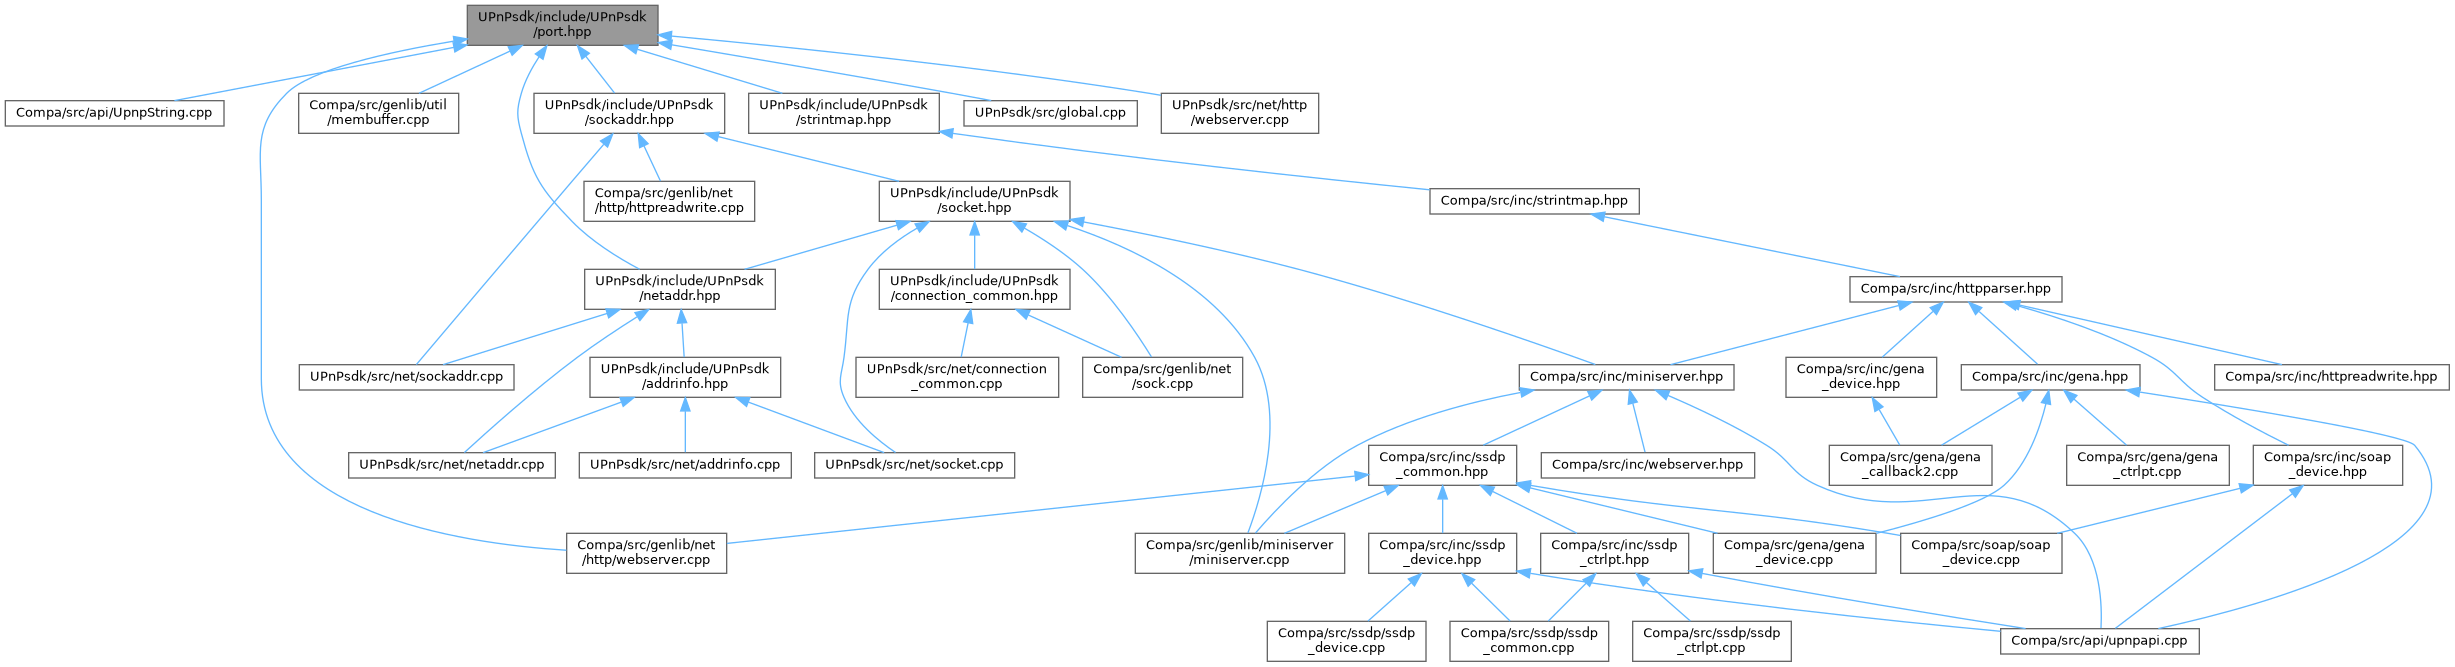 UPnPsdk/include/UPnPsdk
/port.hpp
Compa/src/api/UpnpString.cpp
Compa/src/genlib/util
/membuffer.cpp
UPnPsdk/include/UPnPsdk
/sockaddr.hpp
UPnPsdk/include/UPnPsdk
/strintmap.hpp
UPnPsdk/src/global.cpp
UPnPsdk/src/net/http
/webserver.cpp
Compa/src/genlib/net
/http/httpreadwrite.cpp
UPnPsdk/include/UPnPsdk
/socket.hpp
Compa/src/inc/strintmap.hpp
UPnPsdk/include/UPnPsdk
/netaddr.hpp
UPnPsdk/include/UPnPsdk
/connection_common.hpp
Compa/src/inc/httpparser.hpp
UPnPsdk/src/net/sockaddr.cpp
UPnPsdk/include/UPnPsdk
/addrinfo.hpp
UPnPsdk/src/net/connection
_common.cpp
Compa/src/genlib/net
/sock.cpp
Compa/src/inc/miniserver.hpp
Compa/src/inc/gena
_device.hpp
Compa/src/inc/gena.hpp
Compa/src/inc/httpreadwrite.hpp
UPnPsdk/src/net/netaddr.cpp
UPnPsdk/src/net/addrinfo.cpp
UPnPsdk/src/net/socket.cpp
Compa/src/inc/ssdp
_common.hpp
Compa/src/inc/webserver.hpp
Compa/src/gena/gena
_callback2.cpp
Compa/src/gena/gena
_ctrlpt.cpp
Compa/src/inc/soap
_device.hpp
Compa/src/genlib/net
/http/webserver.cpp
Compa/src/genlib/miniserver
/miniserver.cpp
Compa/src/inc/ssdp
_device.hpp
Compa/src/inc/ssdp
_ctrlpt.hpp
Compa/src/gena/gena
_device.cpp
Compa/src/soap/soap
_device.cpp
Compa/src/ssdp/ssdp
_device.cpp
Compa/src/ssdp/ssdp
_common.cpp
Compa/src/ssdp/ssdp
_ctrlpt.cpp
Compa/src/api/upnpapi.cpp